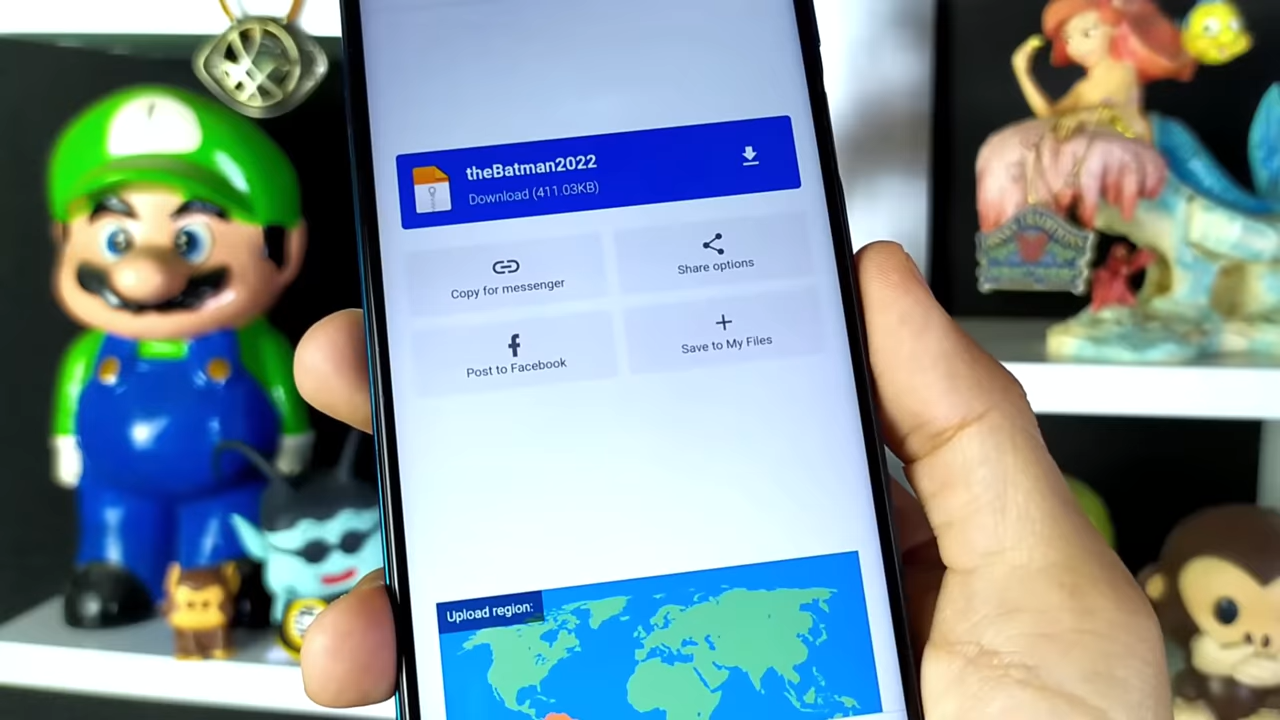 theBatman2022
Download (411.03KB)
Copy for messenger
Share options
Post to Facebook
Save to My Files
Upload region: